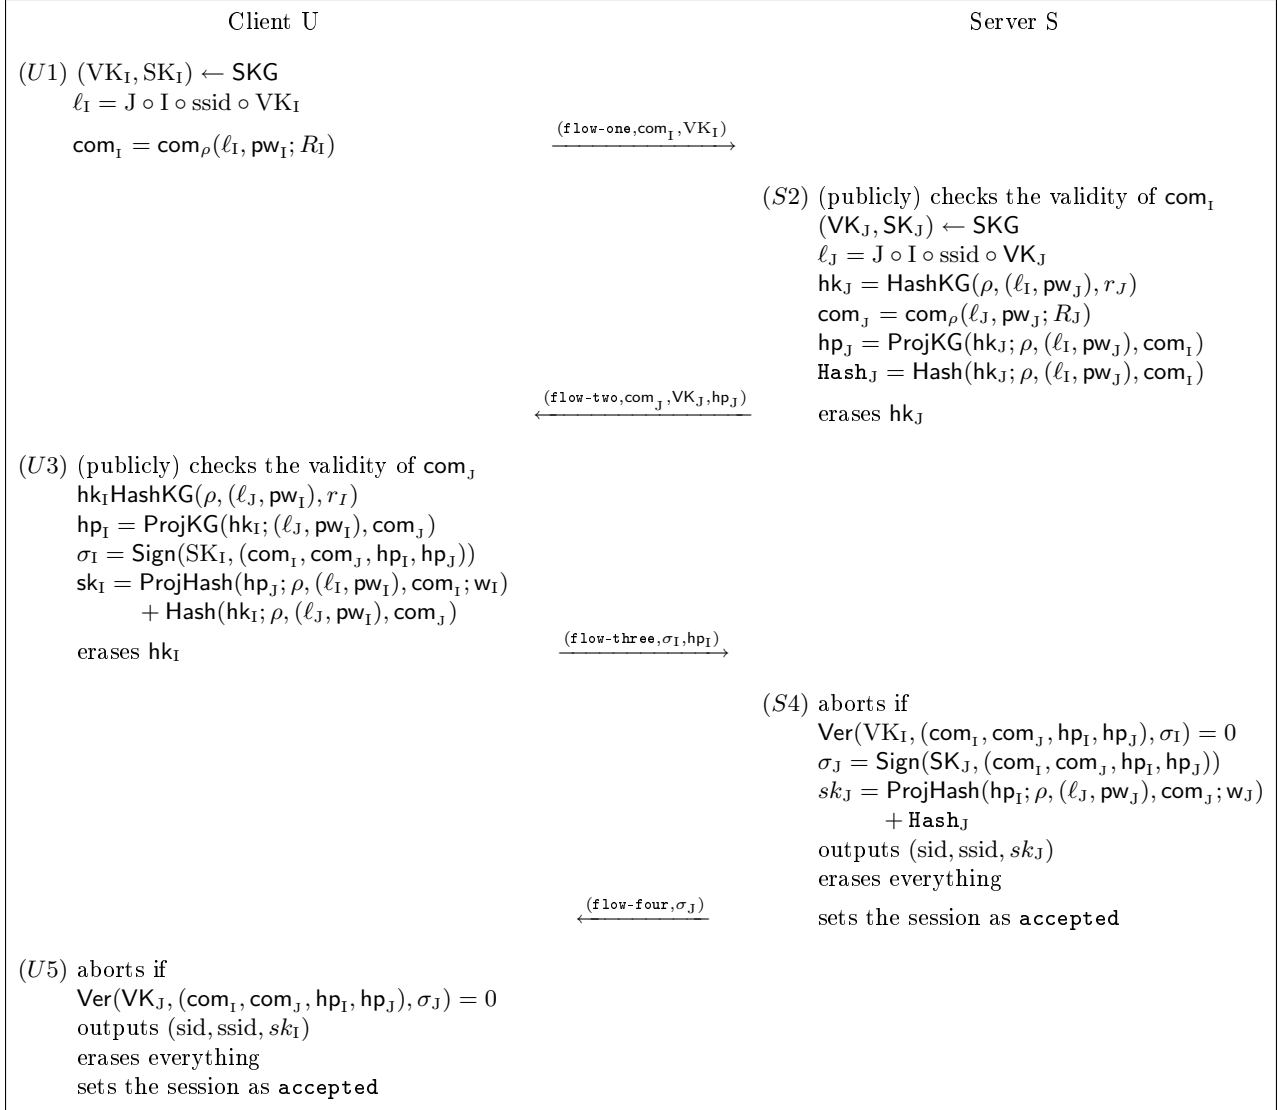 Client U
Server S
(U1) (VK_I, SK_I) ← SKG
ℓ_I = J ∘ I ∘ ssid ∘ VK_I
com_I = com_ρ(ℓ_I, pw_I; R_I)
(flow-one,com_I,VK_I)
(S2) (publicly) checks the validity of com_I
(VK_J, SK_J) ← SKG
ℓ_J = J ∘ I ∘ ssid ∘ VK_J
hk_J = HashKG(ρ, (ℓ_I, pw_J), r_J)
com_J = com_ρ(ℓ_J, pw_J; R_J)
hp_J = ProjKG(hk_J; ρ, (ℓ_I, pw_J), com_I)
Hash_J = Hash(hk_J; ρ, (ℓ_I, pw_J), com_I)
(flow-two,com_J,VK_J,hp_J)
erases hk_J
(U3) (publicly) checks the validity of com_J
hk_I HashKG(ρ, (ℓ_J, pw_I), r_I)
hp_I = ProjKG(hk_I; (ℓ_J, pw_I), com_J)
σ_I = Sign(SK_I, (com_I, com_J, hp_I, hp_J))
sk_I = ProjHash(hp_J; ρ, (ℓ_I, pw_I), com_I; w_I)
+ Hash(hk_I; ρ, (ℓ_J, pw_I), com_J)
erases hk_I
(flow-three,σ_I,hp_I)
(S4) aborts if
Ver(VK_I, (com_I, com_J, hp_I, hp_J), σ_I) = 0
σ_J = Sign(SK_J, (com_I, com_J, hp_I, hp_J))
sk_J = ProjHash(hp_I; ρ, (ℓ_J, pw_J), com_J; w_J)
+ Hash_J
outputs (sid, ssid, sk_J)
erases everything
(flow-four,σ_J)
sets the session as accepted
(U5) aborts if
Ver(VK_J, (com_I, com_J, hp_I, hp_J), σ_J) = 0
outputs (sid, ssid, sk_I)
erases everything
sets the session as accepted